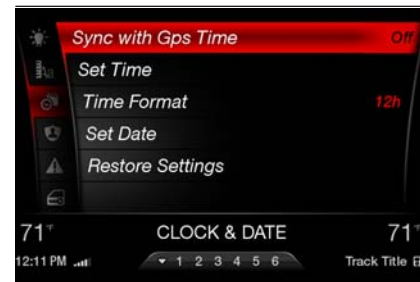 Sync with Gps Time Off
Set Time
Aa
Time Format 12h
Set Date
Restore Settings
71° CLOCK & DATE 71°
12:11 PM 1 2 3 4 5 6 Track Title